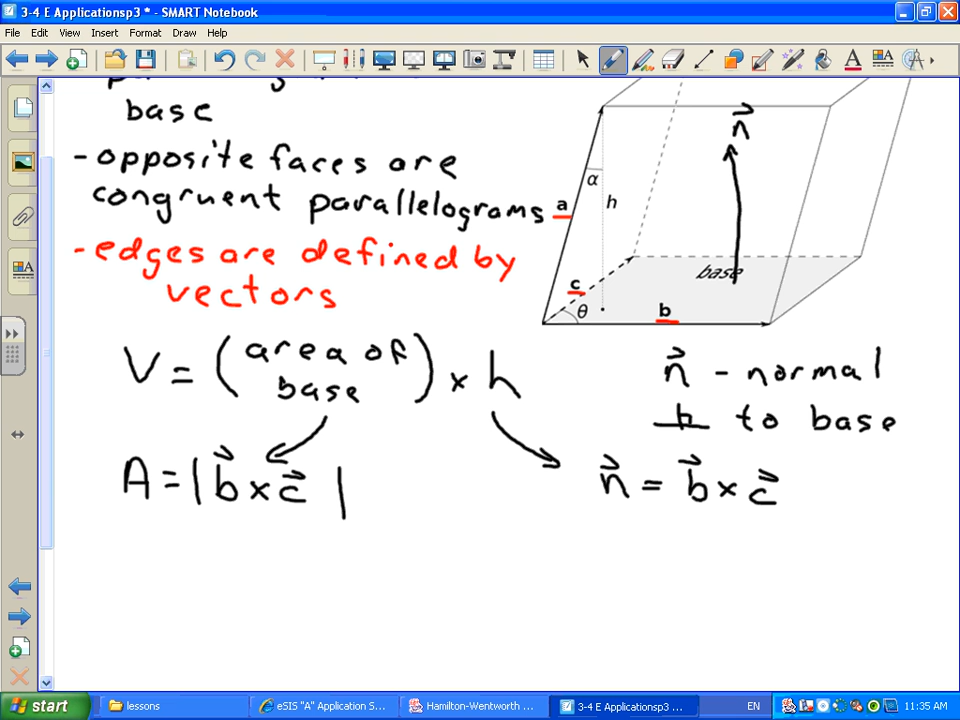 3-4 E Applicationsp3 * - SMART Notebook
File Edit View Insert Format Draw Help
base
- opposite faces are
congruent parallelograms
- edges are defined by
vectors
n⃗
α
h
a
base
c
θ
b
V = (area of base) × h
n⃗ - normal
⊥ to base
A = |b⃗ × c⃗|
n⃗ = b⃗ × c⃗
start
lessons
eSIS "A" Application S...
Hamilton-Wentworth ...
3-4 E Applicationsp3 ...
EN
11:35 AM